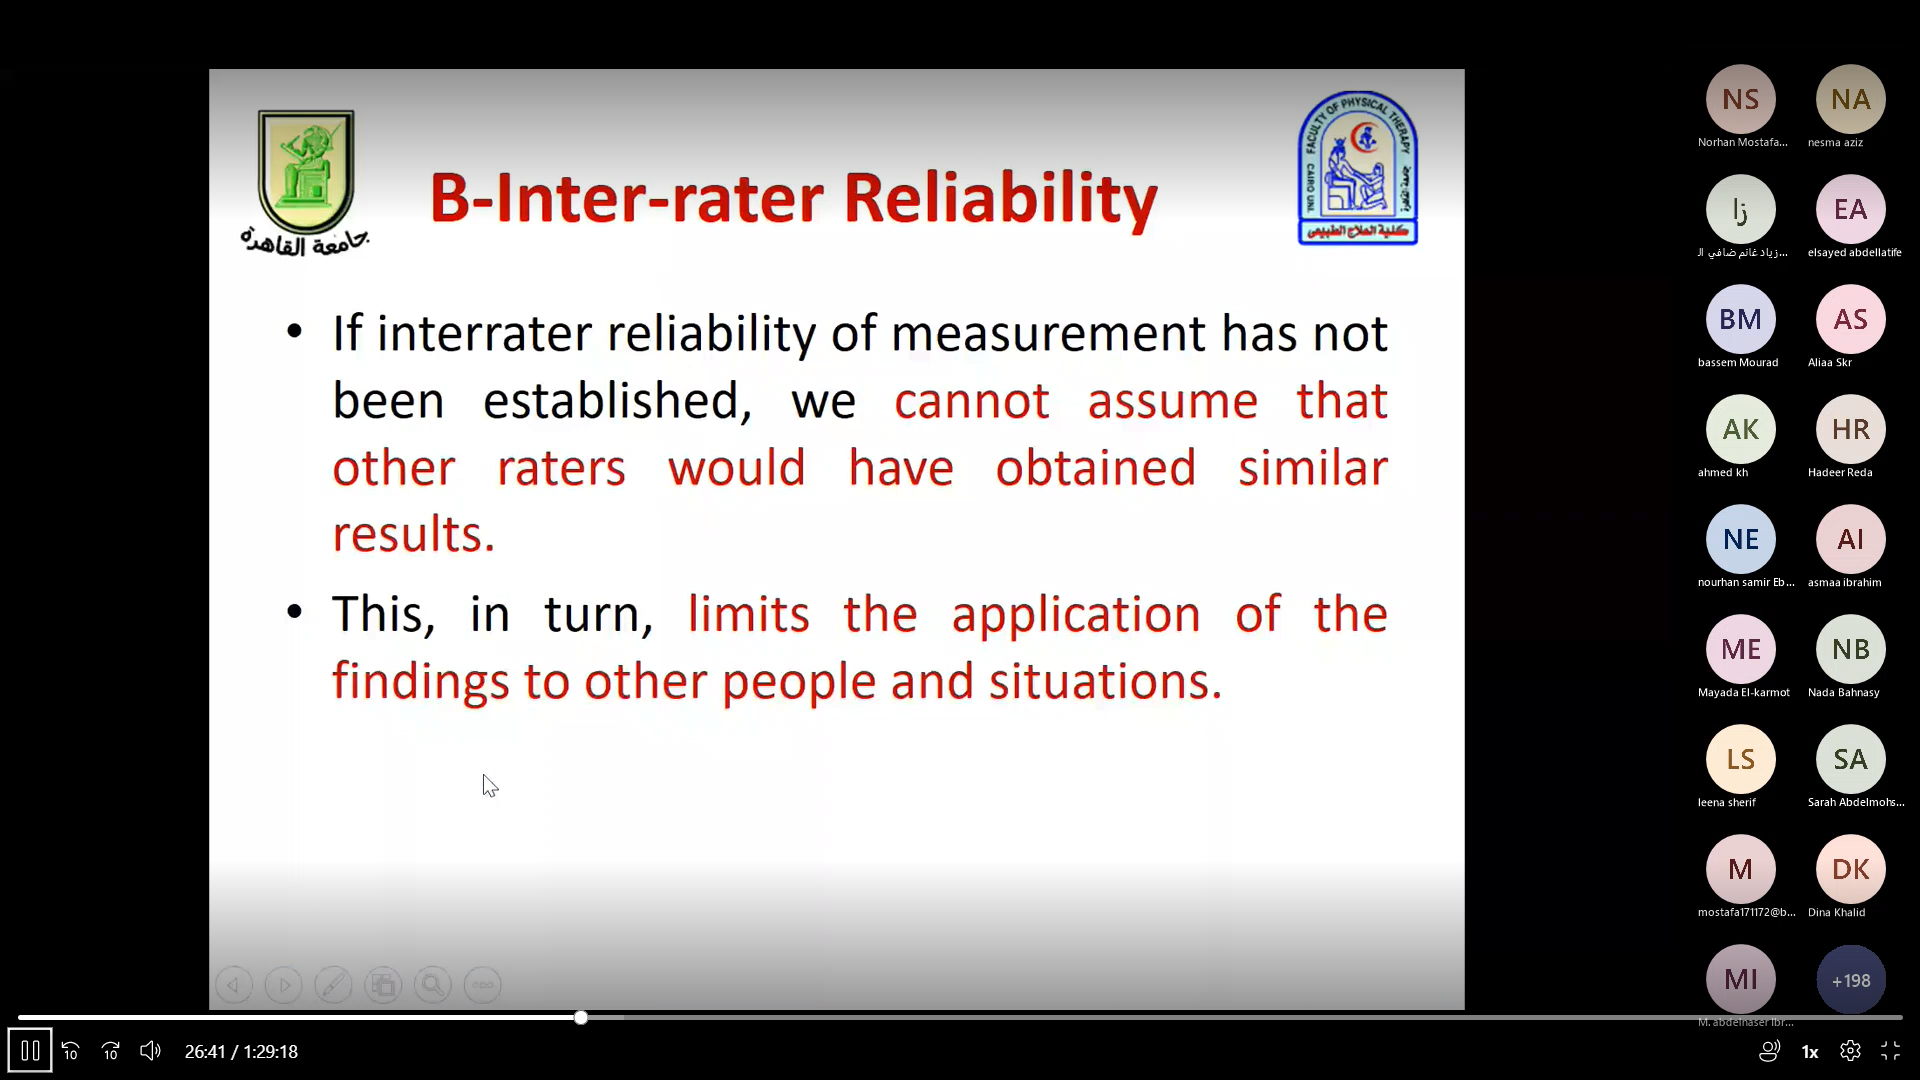 FACULTY OF PHYSICAL THERAPY
CAIRO UNI.
جامعة القاهرة
كلية العلاج الطبيعي
جامعة القاهرة
B-Inter-rater Reliability
• If interrater reliability of measurement has not
been established, we cannot assume that
other raters would have obtained similar
results.
• This, in turn, limits the application of the
findings to other people and situations.
NS
Norhan Mostafa...
NA
nesma aziz
زا
زياد غانم ضافي ال...
EA
elsayed abdellatife
BM
bassem Mourad
AS
Aliaa Skr
AK
ahmed kh
HR
Hadeer Reda
NE
nourhan samir Eb...
AI
asmaa ibrahim
ME
Mayada El-karmot
NB
Nada Bahnasy
LS
leena sherif
SA
Sarah Abdelmohs...
M
mostafa171172@b...
DK
Dina Khalid
MI
M. abdelnaser Ibr...
+198
10
10
26:41 / 1:29:18
1x